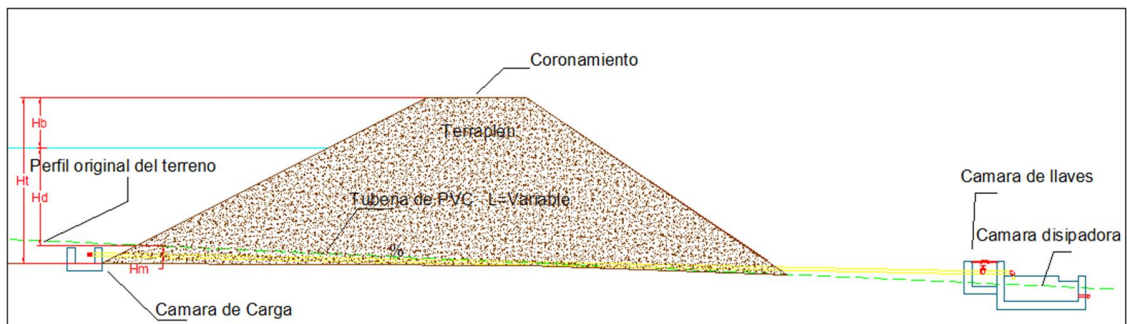 Coronamiento
Hb
Terraplen
Perfil original del terreno
Ht
Hd
Tuberia de PVC L=Variable
Camara de llaves
Camara disipadora
%
Hm
Camara de Carga